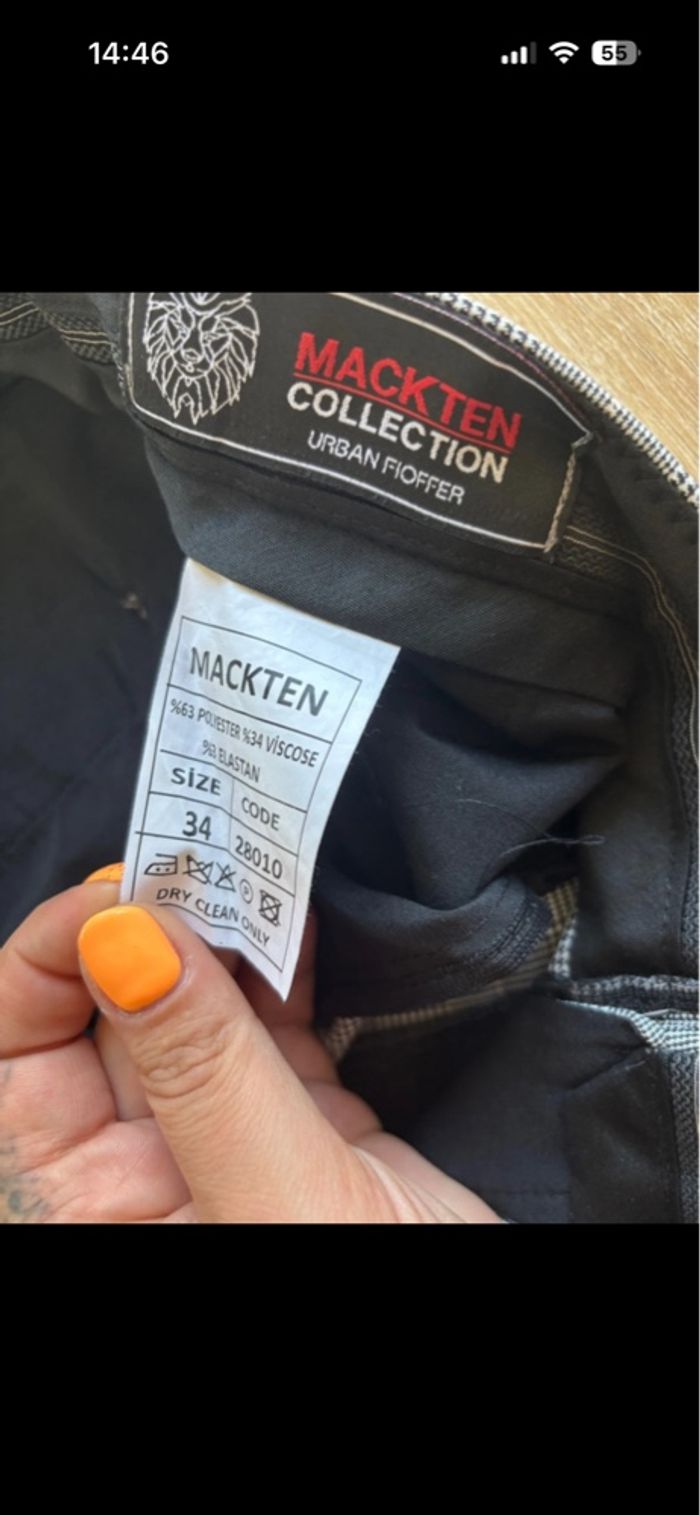 14:46
55
MACKTEN
COLLECTION
URBAN FIOFFER
MACKTEN
%63 POLYESTER %34 VİSCOSE
%3 ELASTAN
SİZE CODE
34 28010
P
DRY CLEAN ONLY